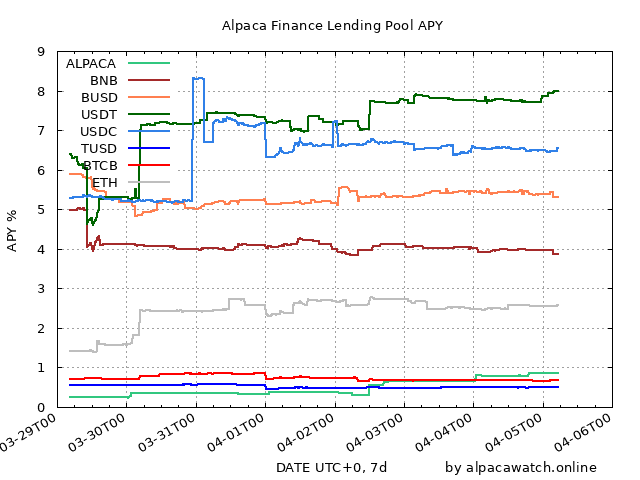 Alpaca Finance Lending Pool APY
9
8
7
6
5
4
3
2
1
0
APY %
ALPACA
BNB
BUSD
USDT
USDC
TUSD
BTCB
ETH
03-29T00
03-30T00
03-31T00
04-01T00
04-02T00
04-03T00
04-04T00
04-05T00
04-06T00
DATE UTC+0, 7d
by alpacawatch.online